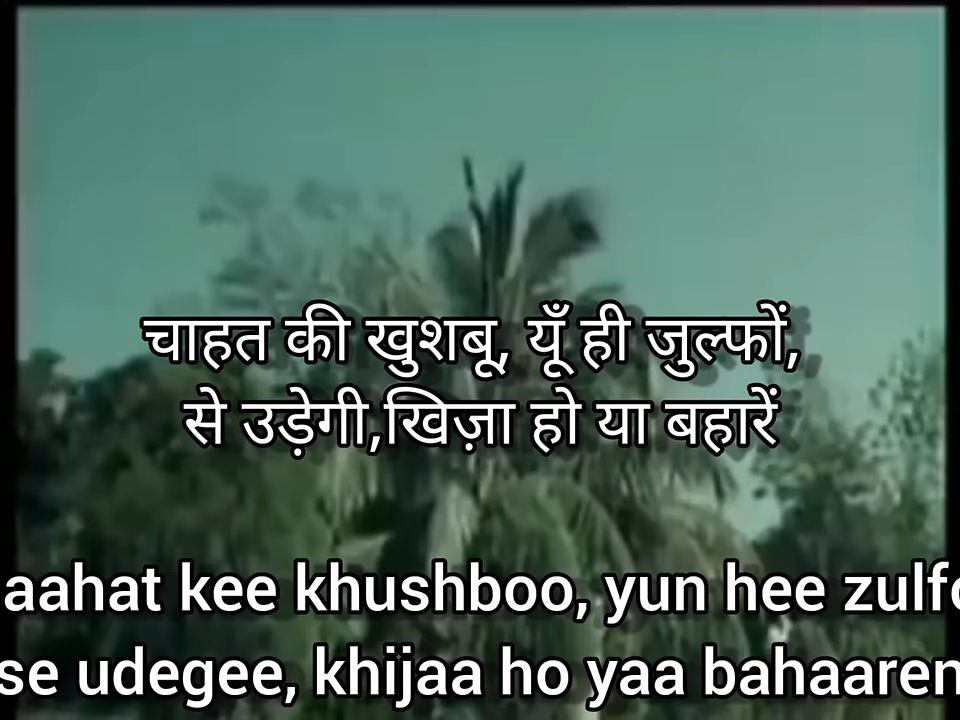 चाहत की खुशबू, यूँ ही जुल्फों,
से उड़ेगी,खिज़ा हो या बहारें
aahat kee khushboo, yun hee zulfo
se udegee, khijaa ho yaa bahaaren